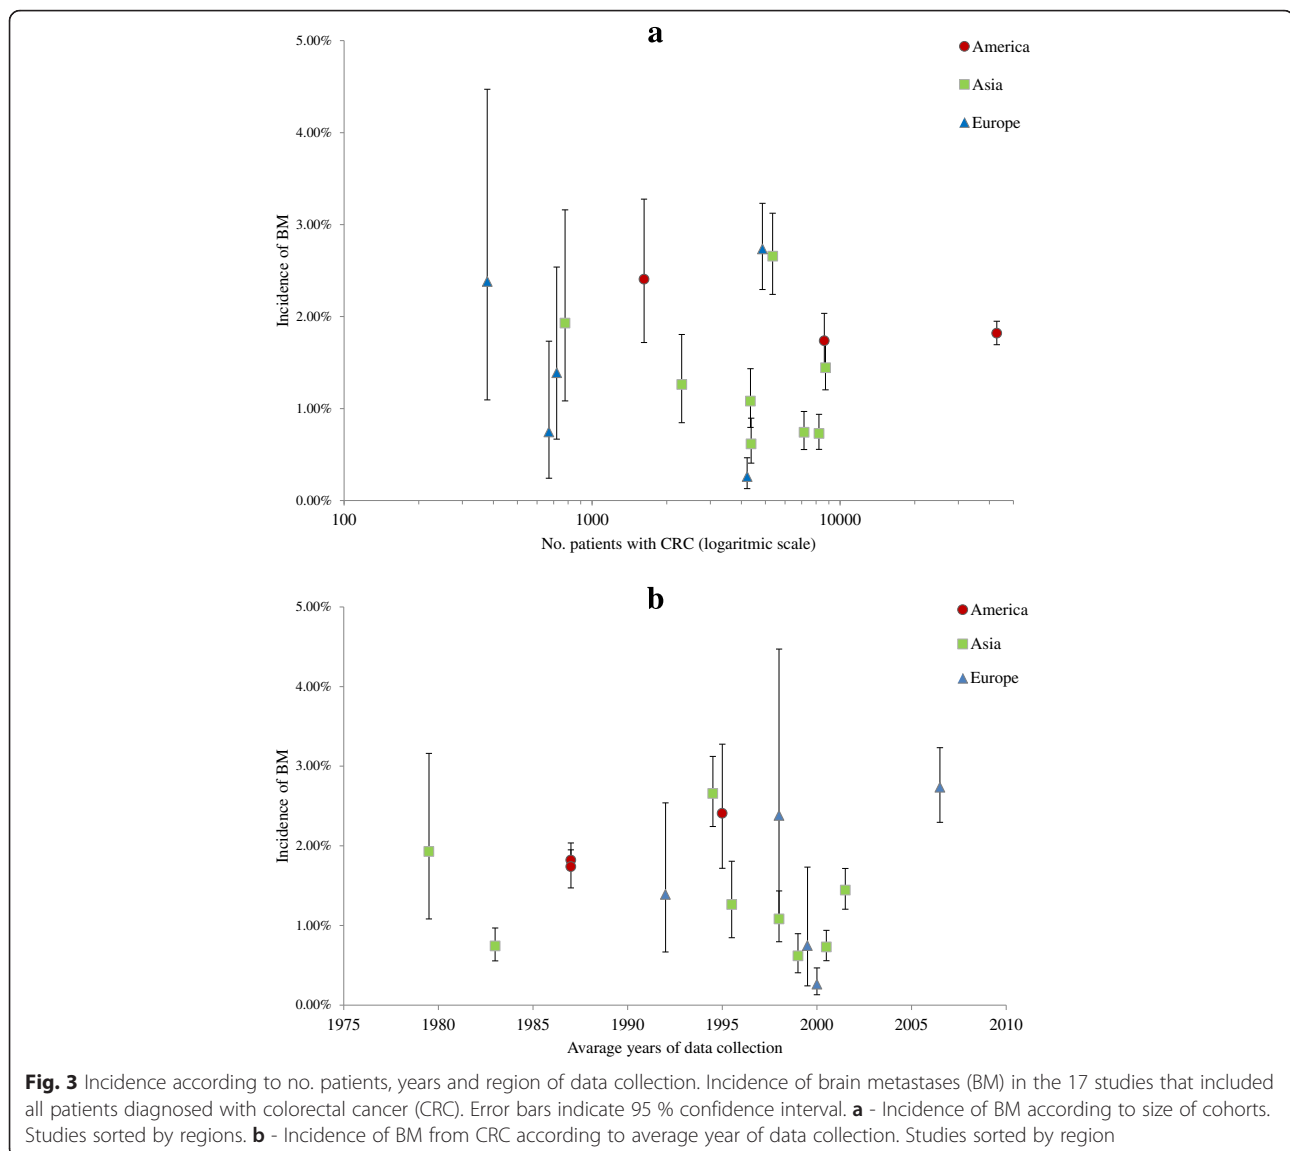 a
5.00%
4.00%
3.00%
2.00%
1.00%
0.00%
Incidence of BM
100 1000 10000
No. patients with CRC (logaritmic scale)
America
Asia
Europe
b
5.00%
4.00%
3.00%
2.00%
1.00%
0.00%
Incidence of BM
1975 1980 1985 1990 1995 2000 2005 2010
Avarage years of data collection
America
Asia
Europe
Fig. 3 Incidence according to no. patients, years and region of data collection. Incidence of brain metastases (BM) in the 17 studies that included
all patients diagnosed with colorectal cancer (CRC). Error bars indicate 95 % confidence interval. a - Incidence of BM according to size of cohorts.
Studies sorted by regions. b - Incidence of BM from CRC according to average year of data collection. Studies sorted by region